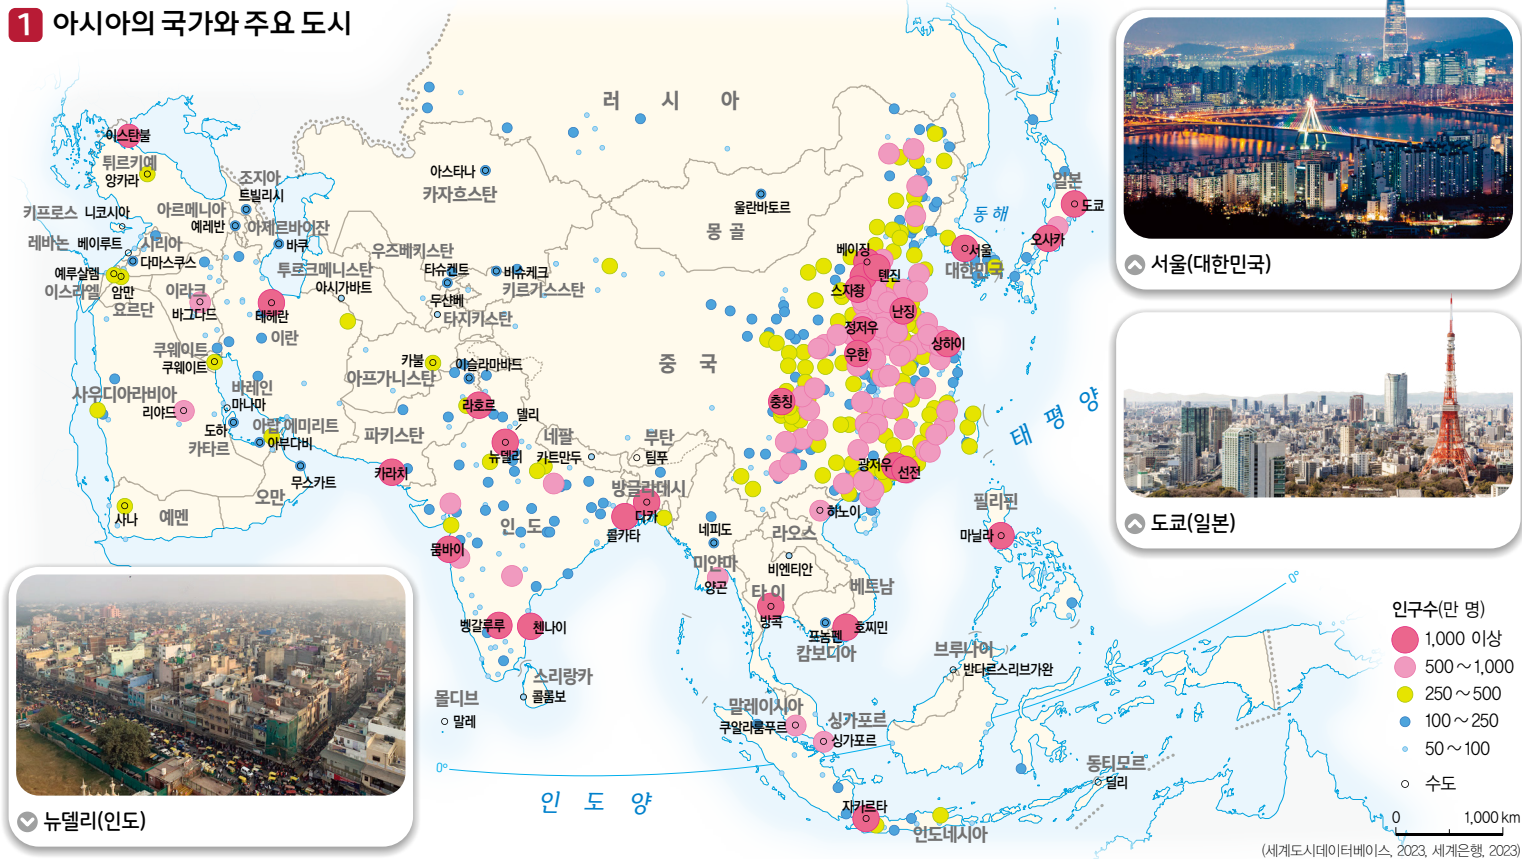 1 아시아의 국가와 주요 도시
러 시 아
이스탄불
튀르키예
앙카라
조지아
트빌리시
아스타나
카자흐스탄
울란바토르
몽 골
일본
도쿄
동 해
오사카
서울
대한민국
키프로스
니코시아
아르메니아
예레반
아제르바이잔
바쿠
레바논
베이루트
시리아
다마스쿠스
예루살렘
이스라엘
암만
요르단
이라크
바그다드
투르크메니스탄
아시가바트
우즈베키스탄
타슈켄트
비슈케크
키르기스스탄
두샨베
타지키스탄
테헤란
이란
쿠웨이트
쿠웨이트
카불
아프가니스탄
이슬라마바트
라호르
베이징
톈진
스자좡
난징
정저우
우한
상하이
중 국
충칭
사우디아라비아
리야드
바레인
마나마
도하
카타르
아랍 에미리트
아부다비
무스카트
오만
사나
예멘
파키스탄
카라치
델리
뉴델리
네팔
카트만두
부탄
팀푸
방글라데시
다카
콜카타
인 도
뭄바이
벵갈루루
첸나이
스리랑카
콜롬보
몰디브
말레
광저우
선전
하노이
라오스
네피도
미얀마
양곤
비엔티안
타이
방콕
베트남
프놈펜
호찌민
캄보디아
필리핀
마닐라
태 평 양
브루나이
반다르스리브가완
말레이시아
쿠알라룸푸르
싱가포르
싱가포르
자카르타
인도네시아
동티모르
딜리
0°
0°
인 도 양
서울(대한민국)
도쿄(일본)
뉴델리(인도)
인구수(만 명)
1,000 이상
500~1,000
250~500
100~250
50~100
수도
0 1,000 km
(세계도시데이터베이스, 2023, 세계은행, 2023)